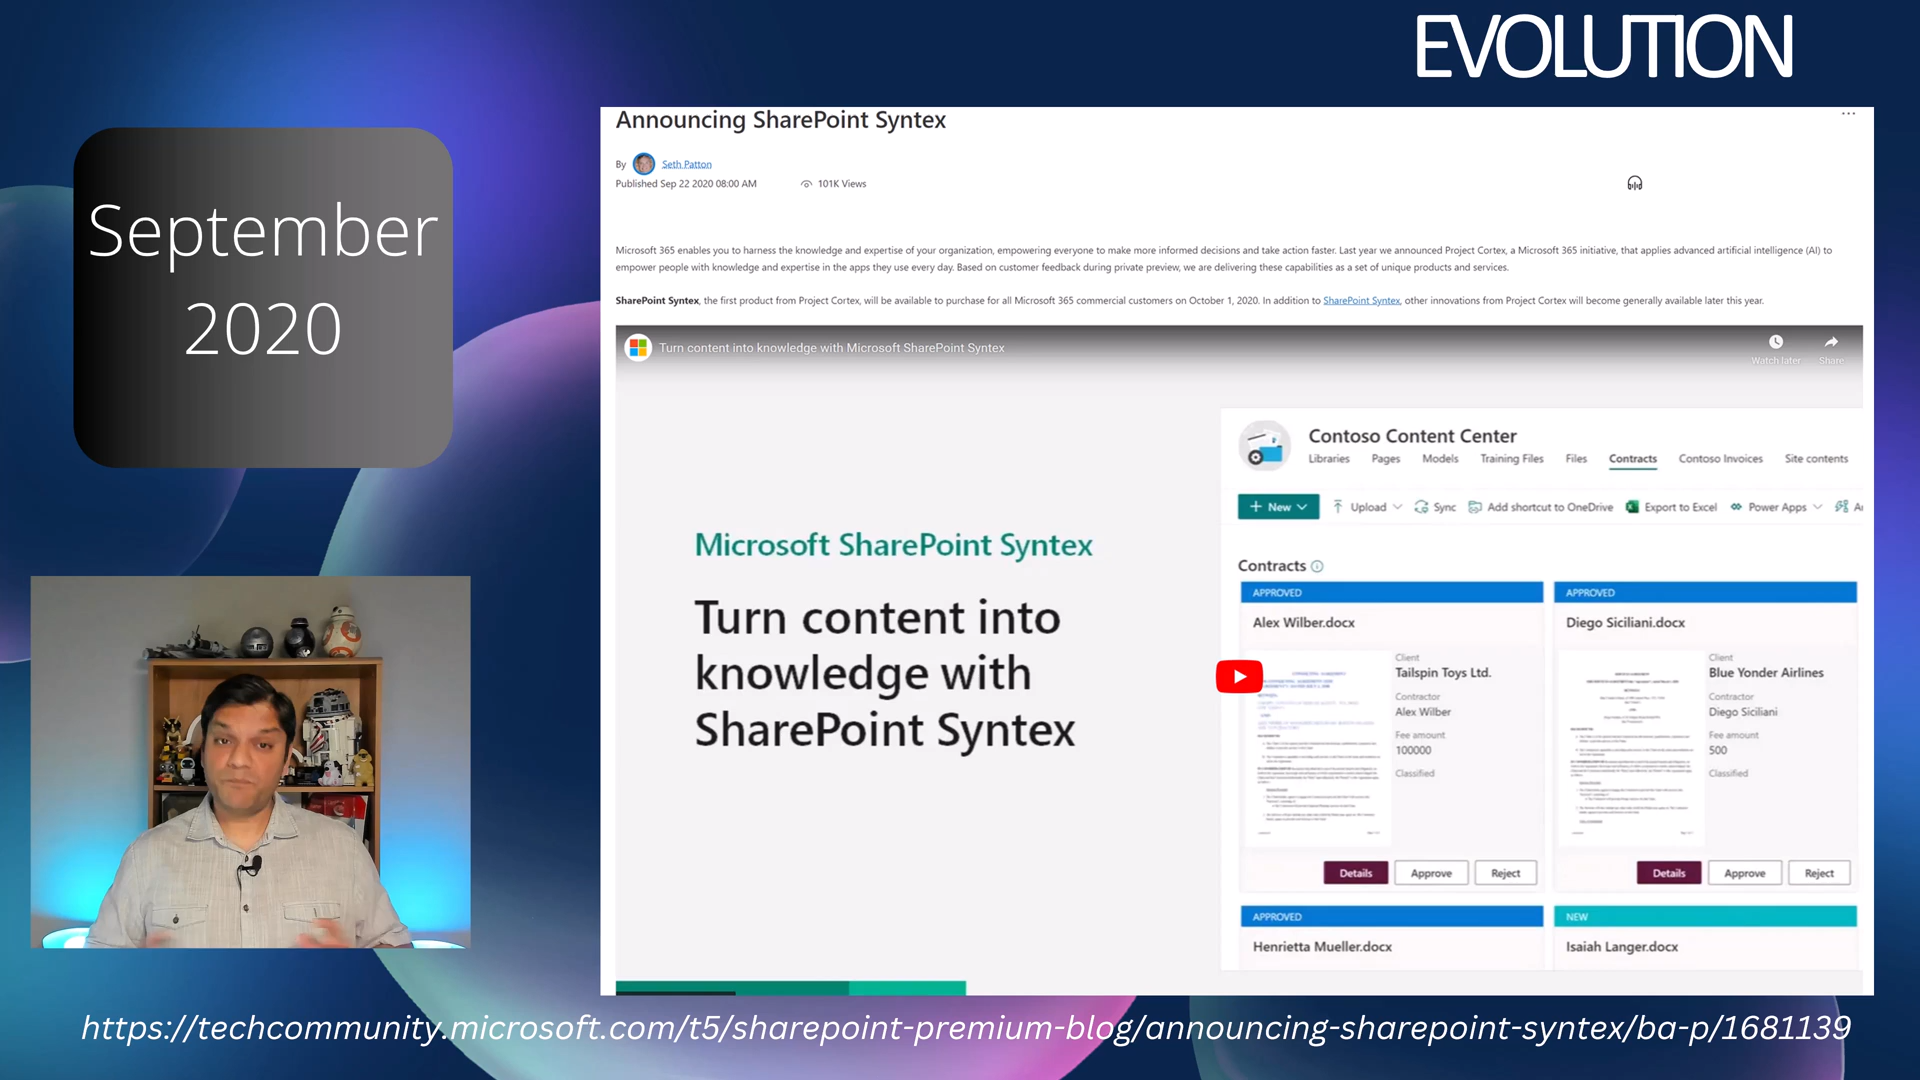 EVOLUTION
September
2020
Announcing SharePoint Syntex
By Seth Patton
Published Sep 22 2020 08:00 AM 101K Views
Microsoft 365 enables you to harness the knowledge and expertise of your organization, empowering everyone to make more informed decisions and take action faster. Last year we announced Project Cortex, a Microsoft 365 initiative, that applies advanced artificial intelligence (AI) to
empower people with knowledge and expertise in the apps they use every day. Based on customer feedback during private preview, we are delivering these capabilities as a set of unique products and services.
SharePoint Syntex, the first product from Project Cortex, will be available to purchase for all Microsoft 365 commercial customers on October 1, 2020. In addition to SharePoint Syntex, other innovations from Project Cortex will become generally available later this year.
Turn content into knowledge with Microsoft SharePoint Syntex
Watch later Share
Microsoft SharePoint Syntex
Turn content into
knowledge with
SharePoint Syntex
Contoso Content Center
Libraries Pages Models Training Files Files Contracts Contoso Invoices Site contents
+ New Upload Sync Add shortcut to OneDrive Export to Excel Power Apps
Contracts
APPROVED
Alex Wilber.docx
Client
Tailspin Toys Ltd.
Contractor
Alex Wilber
Fee amount
100000
Classified
Details Approve Reject
APPROVED
Diego Siciliani.docx
Client
Blue Yonder Airlines
Contractor
Diego Siciliani
Fee amount
500
Classified
Details Approve Reject
APPROVED
Henrietta Mueller.docx
NEW
Isaiah Langer.docx
https://techcommunity.microsoft.com/t5/sharepoint-premium-blog/announcing-sharepoint-syntex/ba-p/1681139